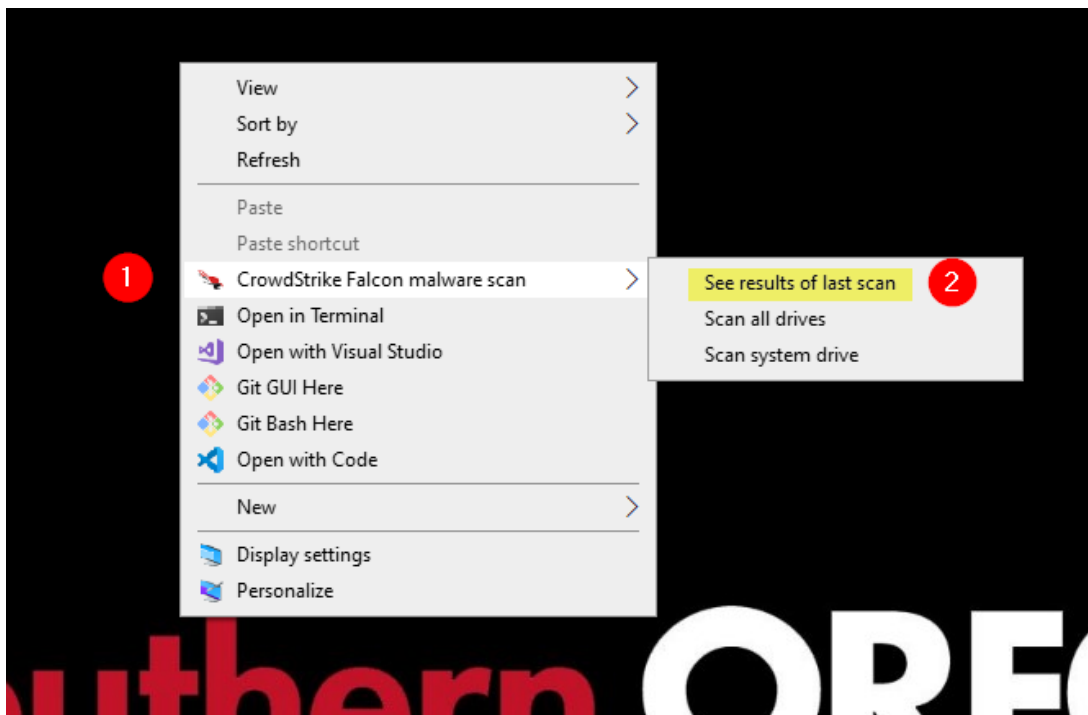 View
Sort by
Refresh
Paste
Paste shortcut
1
CrowdStrike Falcon malware scan
See results of last scan
2
Open in Terminal
Scan all drives
Open with Visual Studio
Scan system drive
Git GUI Here
Git Bash Here
Open with Code
New
Display settings
Personalize
outhern ORE